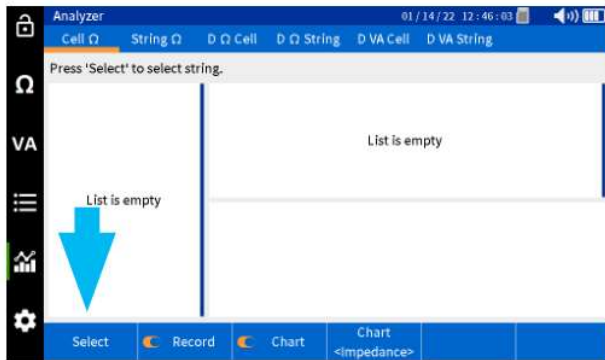 Analyzer 01/14/22 12:46:03
Cell Ω String Ω D Ω Cell D Ω String D VA Cell D VA String
Press 'Select' to select string.
Ω
VA
List is empty
List is empty
Select Record Chart Chart
<Impedance>